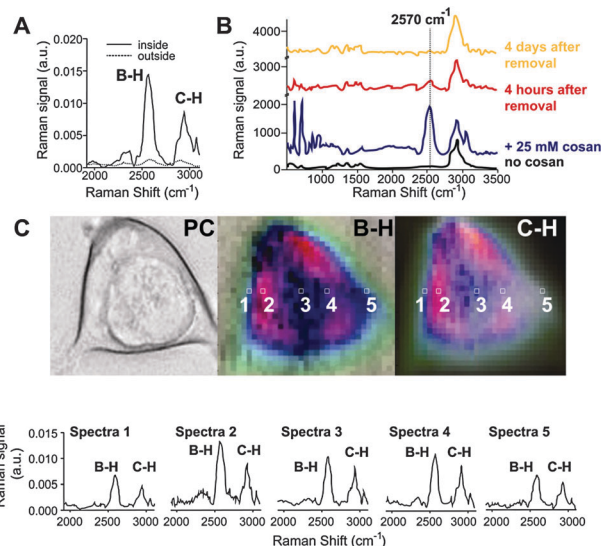 A
0.020
0.015
0.010
0.005
0.000
Raman signal (a.u.)
inside
outside
B-H
C-H
2000 2500 3000
Raman Shift (cm⁻¹)
B
2570 cm⁻¹
4000
3000
2000
1000
0
Raman signal (a.u.)
4 days after
removal
4 hours after
removal
+ 25 mM cosan
no cosan
1000 1500 2000 2500 3000 3500
Raman Shift (cm⁻¹)
C
PC
B-H
C-H
1 2 3 4 5
1 2 3 4 5
Raman signal
(a.u.)
0.015
0.010
0.005
0.000
Spectra 1
B-H C-H
2000 2500 3000
Spectra 2
B-H C-H
2000 2500 3000
Spectra 3
B-H C-H
2000 2500 3000
Spectra 4
B-H C-H
2000 2500 3000
Spectra 5
B-H C-H
2000 2500 3000
Raman Shift (cm⁻¹)